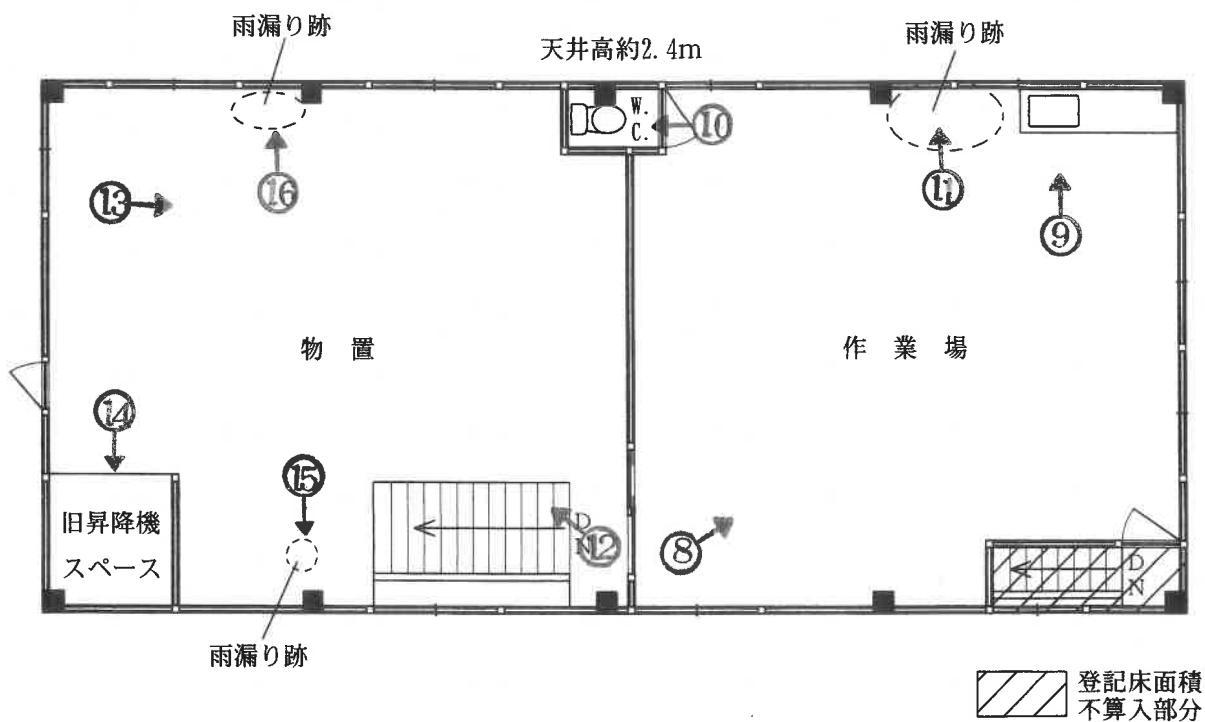 雨漏り跡
天井高約2.4m
雨漏り跡
W.
C.
⑩
⑬
⑯
⑪
⑨
物 置
作 業 場
⑭
⑮
旧昇降機
スペース
D
N
⑫
⑧
D
N
雨漏り跡
登記床面積
不算入部分